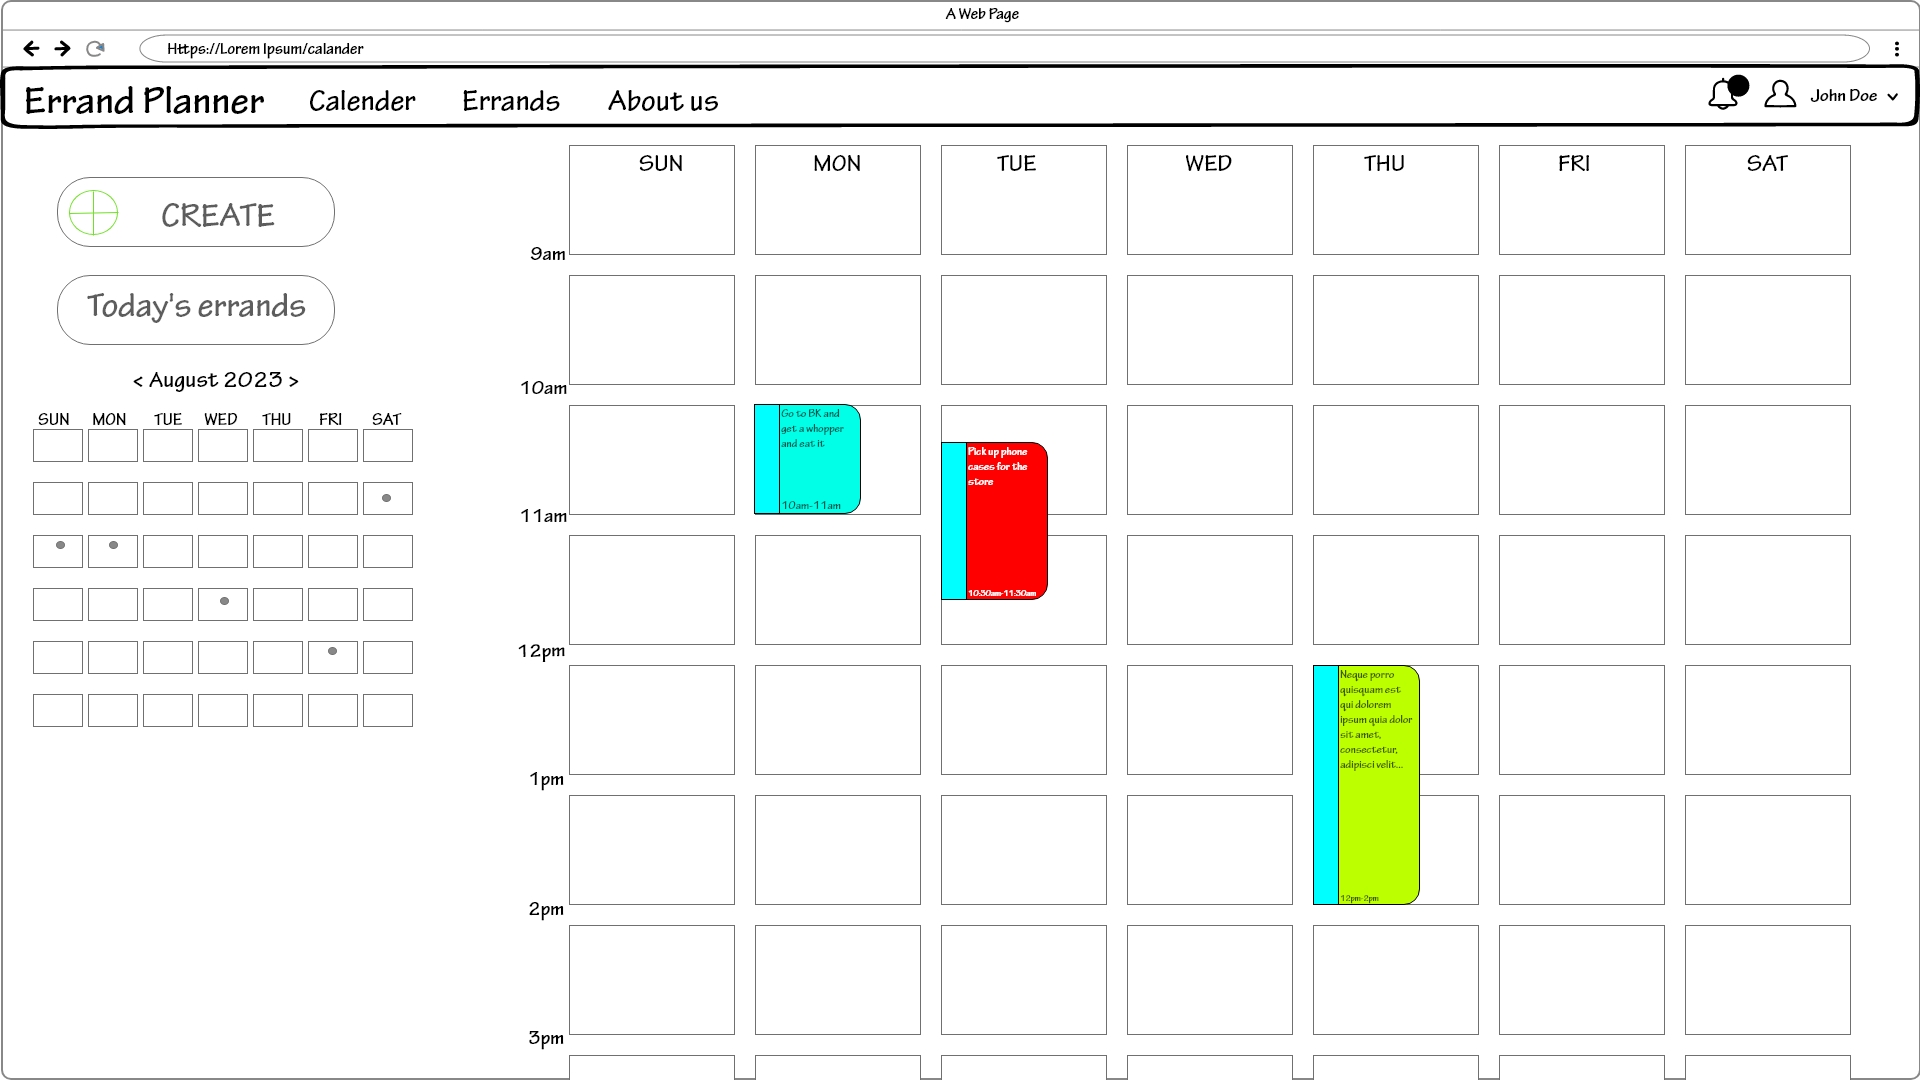 A Web Page
Https://Lorem Ipsum/calander
Errand Planner Calender Errands About us John Doe
CREATE
Today's errands
< August 2023 >
SUN MON TUE WED THU FRI SAT
SUN MON TUE WED THU FRI SAT
9am
10am
Go to BK and
get a whopper
and eat it
10am-11am
Pick up phone
cases for the
store
10:30am-11:30am
11am
12pm
Neque porro
quisquam est
qui dolorem
ipsum quia dolor
sit amet,
consectetur,
adipisci velit...
12pm-2pm
1pm
2pm
3pm